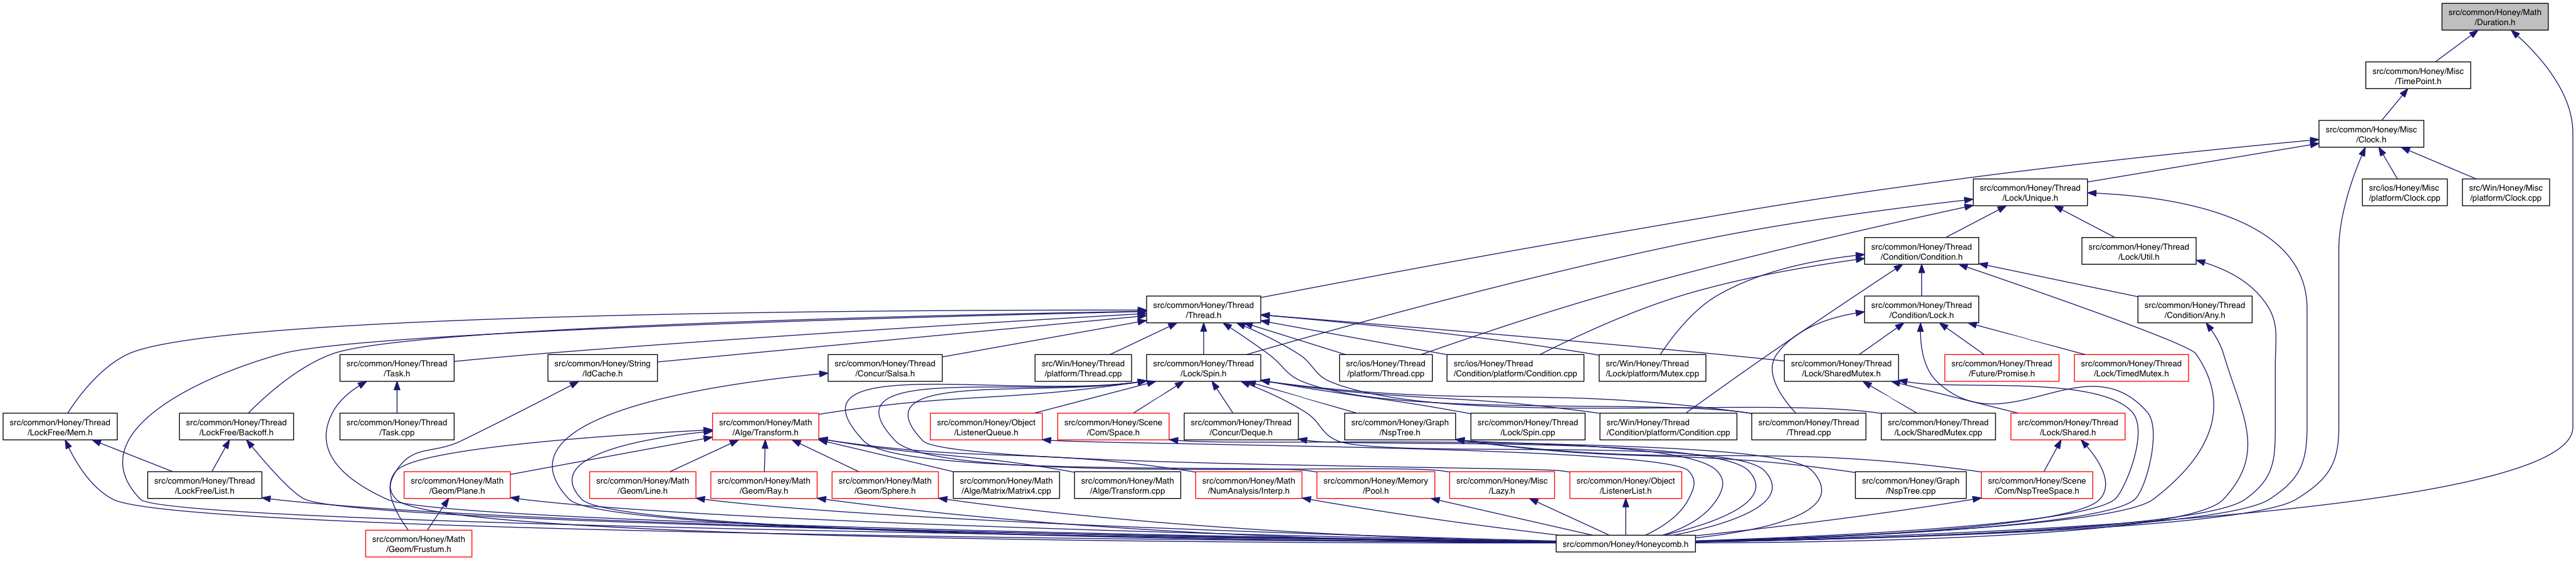 src/common/Honey/Math
/Duration.h
src/common/Honey/Misc
/TimePoint.h
src/common/Honey/Misc
/Clock.h
src/common/Honey/Thread
/Lock/Unique.h
src/ios/Honey/Misc
/platform/Clock.cpp
src/Win/Honey/Misc
/platform/Clock.cpp
src/common/Honey/Thread
/Condition/Condition.h
src/common/Honey/Thread
/Lock/Util.h
src/common/Honey/Thread
/Thread.h
src/common/Honey/Thread
/Condition/Lock.h
src/common/Honey/Thread
/Condition/Any.h
src/common/Honey/Thread
/Task.h
src/common/Honey/String
/IdCache.h
src/common/Honey/Thread
/Concur/Salsa.h
src/Win/Honey/Thread
/platform/Thread.cpp
src/common/Honey/Thread
/Lock/Spin.h
src/ios/Honey/Thread
/platform/Thread.cpp
src/ios/Honey/Thread
/Condition/platform/Condition.cpp
src/Win/Honey/Thread
/Lock/platform/Mutex.cpp
src/common/Honey/Thread
/Lock/SharedMutex.h
src/common/Honey/Thread
/Future/Promise.h
src/common/Honey/Thread
/Lock/TimedMutex.h
src/common/Honey/Thread
/LockFree/Mem.h
src/common/Honey/Thread
/LockFree/Backoff.h
src/common/Honey/Thread
/Task.cpp
src/common/Honey/Math
/Alge/Transform.h
src/common/Honey/Object
/ListenerQueue.h
src/common/Honey/Scene
/Com/Space.h
src/common/Honey/Thread
/Concur/Deque.h
src/common/Honey/Graph
/NspTree.h
src/common/Honey/Thread
/Lock/Spin.cpp
src/Win/Honey/Thread
/Condition/platform/Condition.cpp
src/common/Honey/Thread
/Thread.cpp
src/common/Honey/Thread
/Lock/SharedMutex.cpp
src/common/Honey/Thread
/Lock/Shared.h
src/common/Honey/Thread
/LockFree/List.h
src/common/Honey/Math
/Geom/Plane.h
src/common/Honey/Math
/Geom/Line.h
src/common/Honey/Math
/Geom/Ray.h
src/common/Honey/Math
/Geom/Sphere.h
src/common/Honey/Math
/Alge/Matrix/Matrix4.cpp
src/common/Honey/Math
/Alge/Transform.cpp
src/common/Honey/Math
/NumAnalysis/Interp.h
src/common/Honey/Memory
/Pool.h
src/common/Honey/Misc
/Lazy.h
src/common/Honey/Object
/ListenerList.h
src/common/Honey/Graph
/NspTree.cpp
src/common/Honey/Scene
/Com/NspTreeSpace.h
src/common/Honey/Math
/Geom/Frustum.h
src/common/Honey/Honeycomb.h